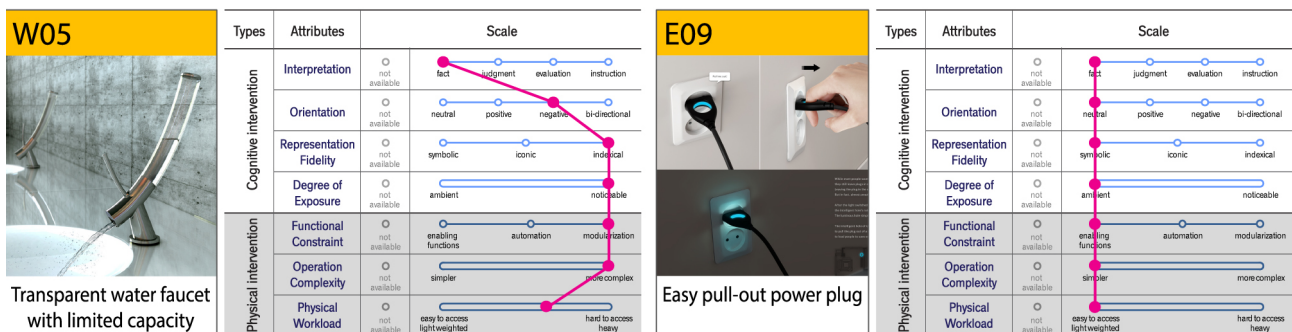 W05
Transparent water faucet
with limited capacity
Types Attributes Scale
Cognitive intervention
Interpretation
not
available
fact judgment evaluation instruction
Orientation
not
available
neutral positive negative bi-directional
Representation
Fidelity
not
available
symbolic iconic indexical
Degree of
Exposure
not
available
ambient noticeable
Physical intervention
Functional
Constraint
not
available
enabling
functions
automation modularization
Operation
Complexity
not
available
simpler more complex
Physical
Workload
not
available
easy to access
light weighted
hard to access
heavy
E09
Easy pull-out power plug
Types Attributes Scale
Cognitive intervention
Interpretation
not
available
fact judgment evaluation instruction
Orientation
not
available
neutral positive negative bi-directional
Representation
Fidelity
not
available
symbolic iconic indexical
Degree of
Exposure
not
available
ambient noticeable
Physical intervention
Functional
Constraint
not
available
enabling
functions
automation modularization
Operation
Complexity
not
available
simpler more complex
Physical
Workload
not
available
easy to access
light weighted
hard to access
heavy